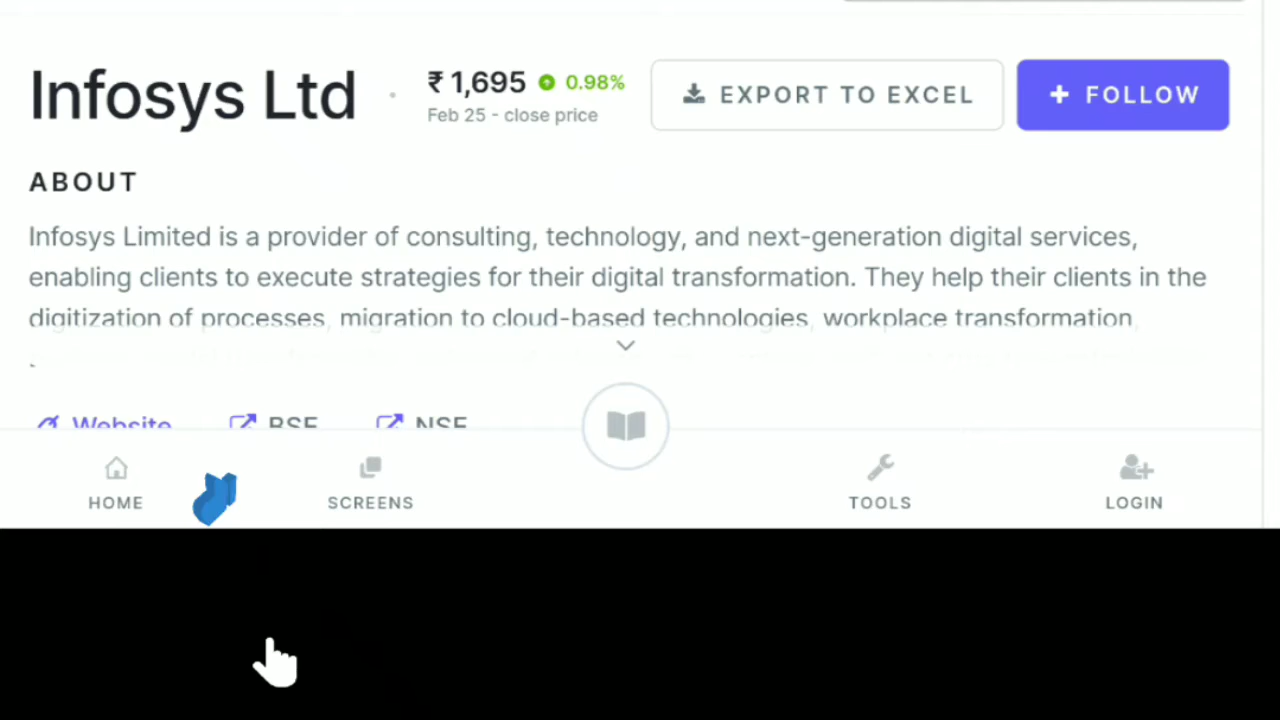 Infosys Ltd
₹ 1,695 0.98%
Feb 25 - close price
EXPORT TO EXCEL
+ FOLLOW
ABOUT
Infosys Limited is a provider of consulting, technology, and next-generation digital services,
enabling clients to execute strategies for their digital transformation. They help their clients in the
digitization of processes, migration to cloud-based technologies, workplace transformation,
Website BSE NSE
HOME
SCREENS
TOOLS
LOGIN